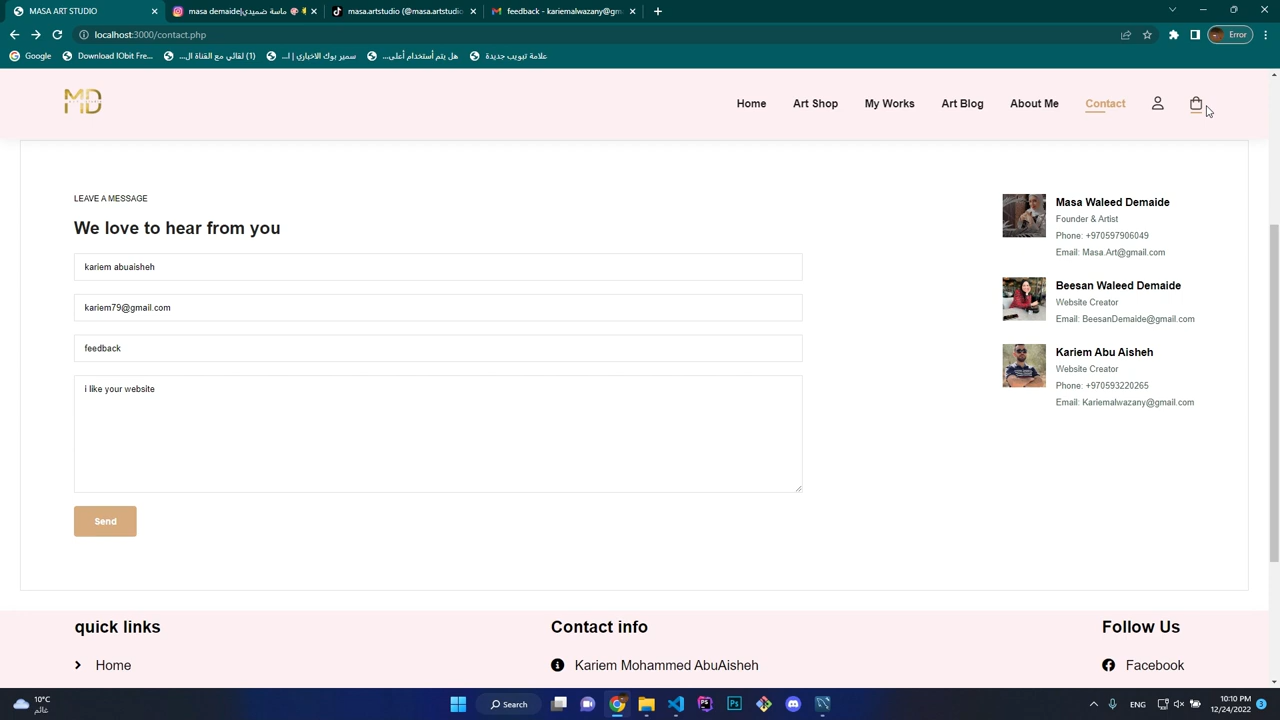 MASA ART STUDIO
masa demaide|ماسة ضميدي
masa.artstudio (@masa.artstudio
feedback - kariemalwazany@gm
localhost:3000/contact.php
Error
Google
Download IObit Free...
لقائي مع القناة ال... (1)
سمير بوك الاخباري | ا...
هل يتم أستخدام أعلى...
علامة تبويب جديدة
MD
Home
Art Shop
My Works
Art Blog
About Me
Contact
LEAVE A MESSAGE
We love to hear from you
kariem abuaisheh
kariem79@gmail.com
feedback
i like your website
Send
Masa Waleed Demaide
Founder & Artist
Phone: +970597906049
Email: Masa.Art@gmail.com
Beesan Waleed Demaide
Website Creator
Email: BeesanDemaide@gmail.com
Kariem Abu Aisheh
Website Creator
Phone: +970593220265
Email: Kariemalwazany@gmail.com
quick links
Home
Contact info
Kariem Mohammed AbuAisheh
Follow Us
Facebook
10°C
غائم
Search
ENG
10:10 PM
12/24/2022
3